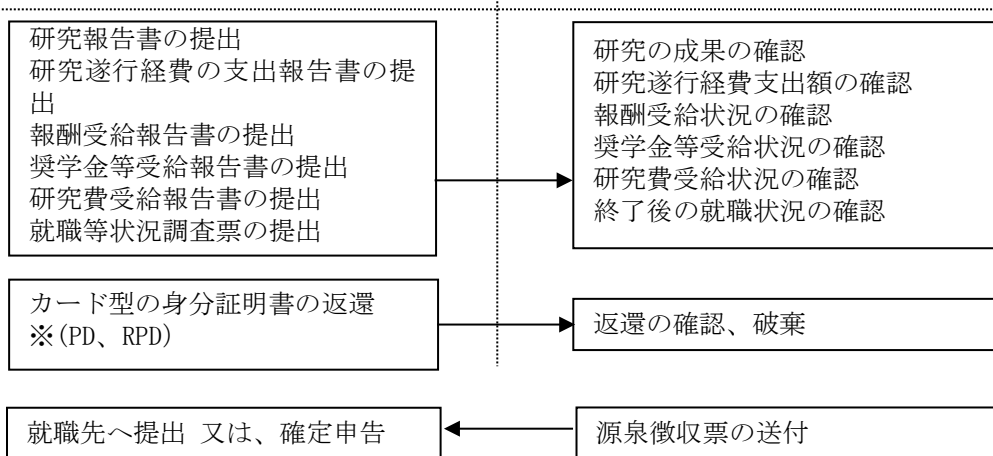 研究報告書の提出
研究遂行経費の支出報告書の提
出
報酬受給報告書の提出
奨学金等受給報告書の提出
研究費受給報告書の提出
就職等状況調査票の提出
研究の成果の確認
研究遂行経費支出額の確認
報酬受給状況の確認
奨学金等受給状況の確認
研究費受給状況の確認
終了後の就職状況の確認
カード型の身分証明書の返還
※(PD、RPD)
返還の確認、破棄
就職先へ提出 又は、確定申告
源泉徴収票の送付